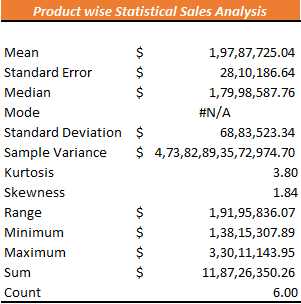 Product wise Statistical Sales Analysis
Mean $ 1,97,87,725.04
Standard Error $ 28,10,186.64
Median $ 1,79,98,587.76
Mode #N/A
Standard Deviation $ 68,83,523.34
Sample Variance $ 4,73,82,89,35,72,974.70
Kurtosis 3.80
Skewness 1.84
Range $ 1,91,95,836.07
Minimum $ 1,38,15,307.89
Maximum $ 3,30,11,143.95
Sum $ 11,87,26,350.26
Count 6.00